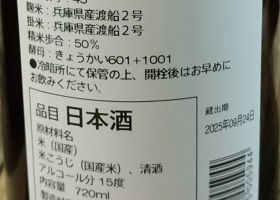 麹米：兵庫県産渡船2号
掛米：兵庫県産渡船2号
精米歩合：50%
酵母：きょうかい601+1001
●冷暗所にて保管の上、開栓後はお早めに
お飲みください。
品目 日本酒
原材料名
米（国産）
米こうじ（国産米）、清酒
アルコール分 15度
内容量 720ml
蔵出期
2025年09月24日